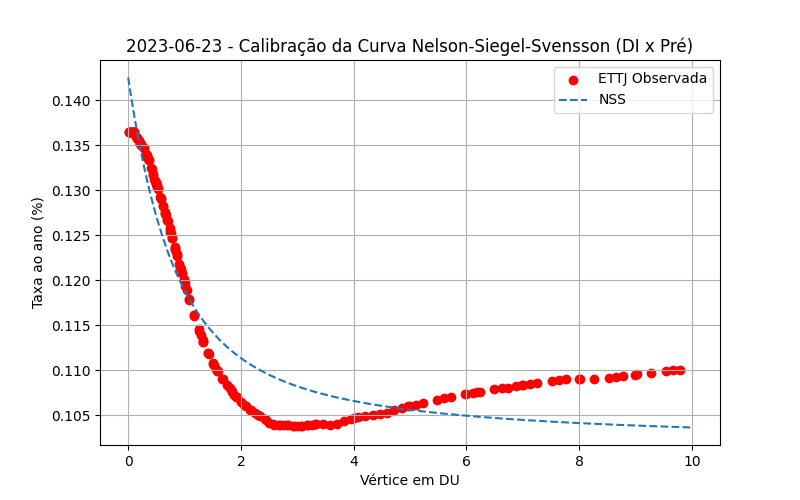 2023-06-23 - Calibração da Curva Nelson-Siegel-Svensson (DI x Pré)
ETTJ Observada
NSS
0.140
0.135
0.130
0.125
0.120
0.115
0.110
0.105
Taxa ao ano (%)
0 2 4 6 8 10
Vértice em DU